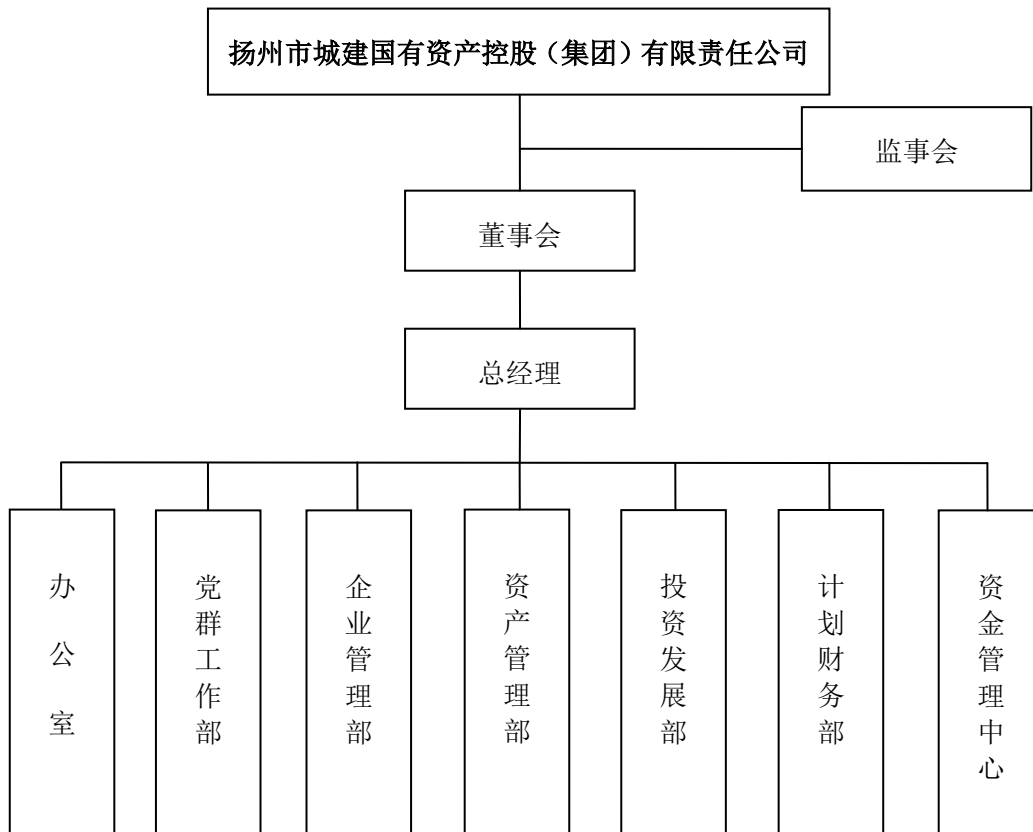 扬州市城建国有资产控股（集团）有限责任公司
监事会
董事会
总经理
办公室
党群工作部
企业管理部
资产管理部
投资发展部
计划财务部
资金管理中心